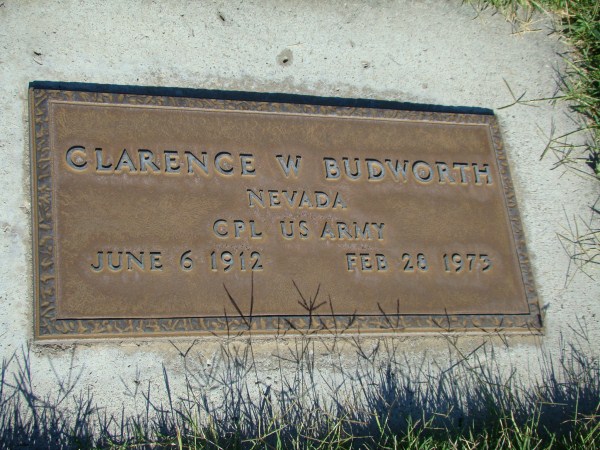 CLARENCE W BUDWORTH
NEVADA
CPL US ARMY
JUNE 6 1912 FEB 28 1973